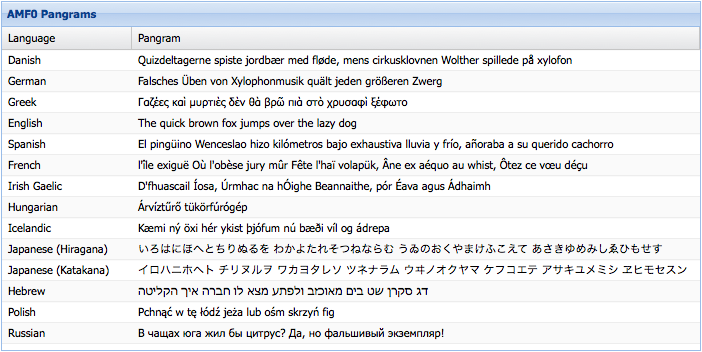 AMF0 Pangrams
Language Pangram
Danish Quizdeltagerne spiste jordbær med fløde, mens cirkusklovnen Wolther spillede på xylofon
German Falsches Üben von Xylophonmusik quält jeden größeren Zwerg
Greek Γαζέες καὶ μυρτιὲς δὲν θὰ βρῶ πιὰ στὸ χρυσαφὶ ξέφωτο
English The quick brown fox jumps over the lazy dog
Spanish El pingüino Wenceslao hizo kilómetros bajo exhaustiva lluvia y frío, añoraba a su querido cachorro
French l'île exiguë Où l'obèse jury mûr Fête l'haï volapük, Âne ex aéquo au whist, Ôtez ce vœu déçu
Irish Gaelic D'fhuascail Íosa, Úrmhac na hÓighe Beannaithe, pór Éava agus Ádhaimh
Hungarian Árvíztűrő tükörfúrógép
Icelandic Kæmi ný öxi hér ykist þjófum nú bæði víl og ádrepa
Japanese (Hiragana) いろはにほへとちりぬるを わかよたれそつねならむ うゐのおくやまけふこえて あさきゆめみしゑひもせす
Japanese (Katakana) イロハニホヘト チリヌルヲ ワカヨタレソ ツネナラム ウヰノオクヤマ ケフコエテ アサキユメミシ ヱヒモセスン
Hebrew דג סקרן שט בים מאוכזב ולפתע מצא לו חברה איך הקליטה
Polish Pchnąć w tę łódź jeża lub ośm skrzyń fig
Russian В чащах юга жил бы цитрус? Да, но фальшивый экземпляр!